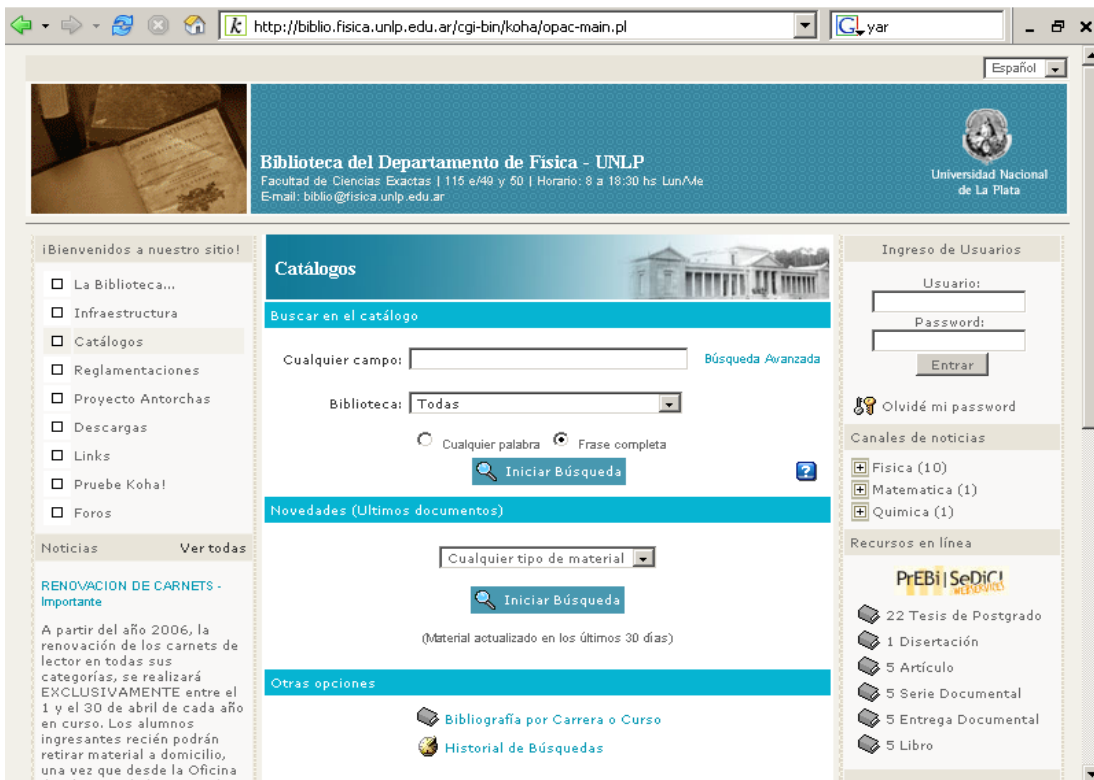 http://biblio.fisica.unlp.edu.ar/cgi-bin/koha/opac-main.pl
yar
Español
Biblioteca del Departamento de Física - UNLP
Facultad de Ciencias Exactas | 115 e/49 y 50 | Horario: 8 a 18:30 hs Lun/Vie
E-mail: biblio@fisica.unlp.edu.ar
Universidad Nacional
de La Plata
¡Bienvenidos a nuestro sitio!
La Biblioteca...
Infraestructura
Catálogos
Reglamentaciones
Proyecto Antorchas
Descargas
Links
Pruebe Koha!
Foros
Noticias Ver todas
RENOVACION DE CARNETS -
Importante
A partir del año 2006, la
renovación de los carnets de
lector en todas sus
categorías, se realizará
EXCLUSIVAMENTE entre el
1 y el 30 de abril de cada año
en curso. Los alumnos
ingresantes recién podrán
retirar material a domicilio,
una vez que desde la Oficina
Catálogos
Buscar en el catálogo
Cualquier campo:
Búsqueda Avanzada
Biblioteca: Todas
Cualquier palabra Frase completa
Iniciar Búsqueda
Novedades (Ultimos documentos)
Cualquier tipo de material
Iniciar Búsqueda
(Material actualizado en los últimos 30 días)
Otras opciones
Bibliografía por Carrera o Curso
Historial de Búsquedas
Ingreso de Usuarios
Usuario:
Password:
Entrar
Olvidé mi password
Canales de noticias
Fisica (10)
Matematica (1)
Quimica (1)
Recursos en línea
PrEBi|SeDiCI
WEBSERVICES
22 Tesis de Postgrado
1 Disertación
5 Artículo
5 Serie Documental
5 Entrega Documental
5 Libro